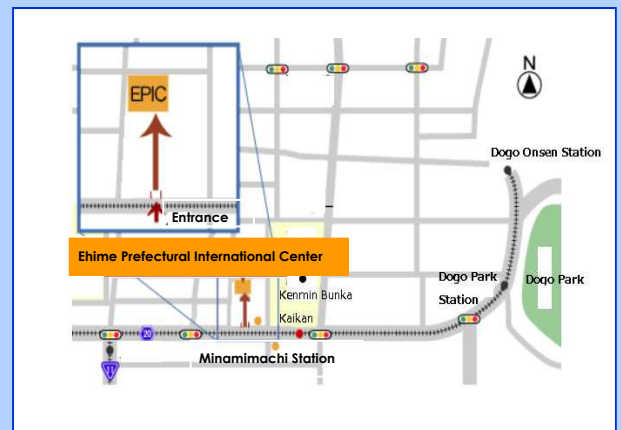 EPIC
N
Dogo Onsen Station
Entrance
Ehime Prefectural International Center
Kenmin Bunka
Kaikan
Dogo Park
Station
Dogo Park
20
Minamimachi Station